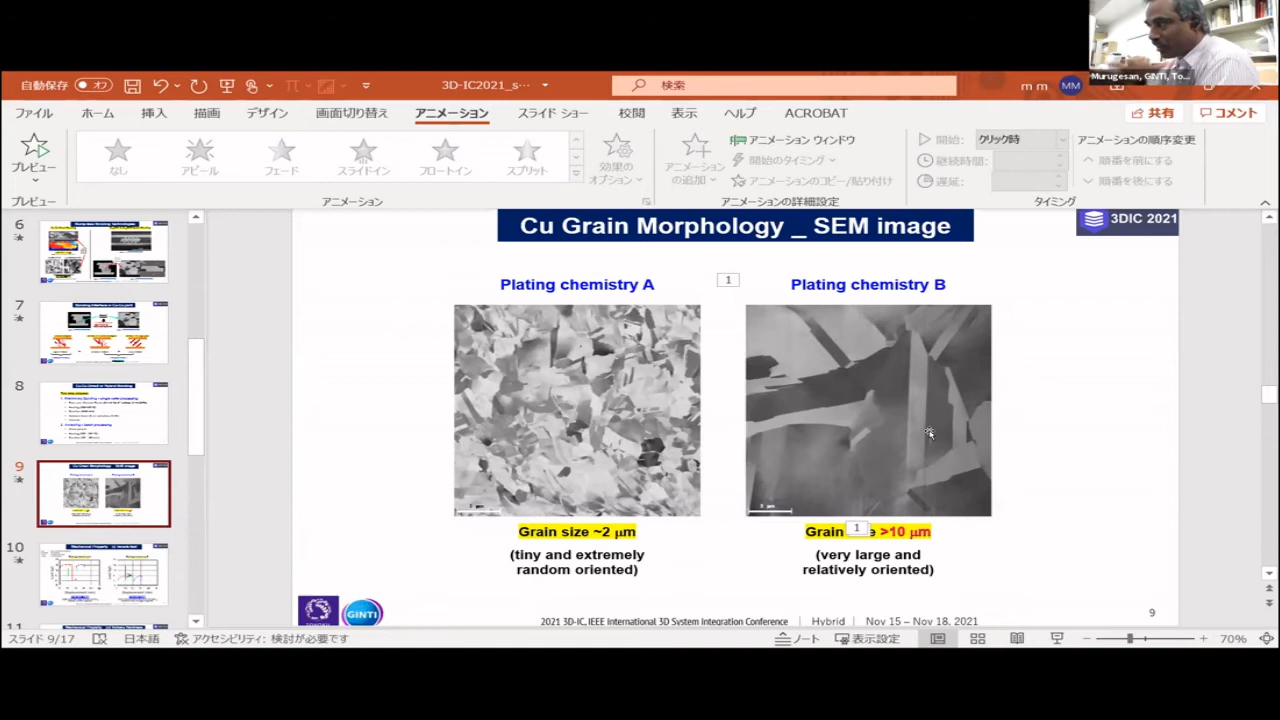 Murugesan, GINTI, To...
自動保存 オフ
3D-IC2021_s… 検索 m m MM
ファイル ホーム 挿入 描画 デザイン 画面切り替え アニメーション スライド ショー 校閲 表示 ヘルプ ACROBAT 共有 コメント
プレビュー
なし アピール フェード スライドイン フロートイン スプリット
効果のオプション
アニメーションの追加
アニメーション ウィンドウ
開始のタイミング
アニメーションのコピー/貼り付け
開始: クリック時
継続時間:
遅延:
アニメーションの順序変更
順番を前にする
順番を後にする
プレビュー アニメーション アニメーションの詳細設定 タイミング
6
7
8
9
10
11
Cu Grain Morphology _ SEM image
3DIC 2021
Plating chemistry A
1
Plating chemistry B
Grain size ~2 μm
(tiny and extremely
random oriented)
Grain 1 e >10 μm
(very large and
relatively oriented)
GINTI
2021 3D-IC, IEEE International 3D System Integration Conference | Hybrid | Nov 15 – Nov 18, 2021
9
スライド 9/17 日本語 アクセシビリティ: 検討が必要です ノート 表示設定 70%